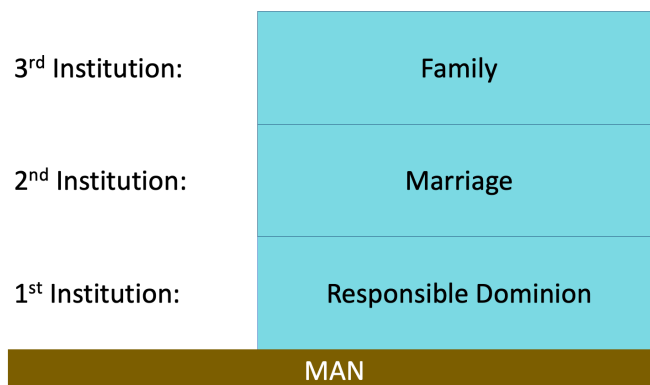 3rd Institution: Family
2nd Institution: Marriage
1st Institution: Responsible Dominion
MAN